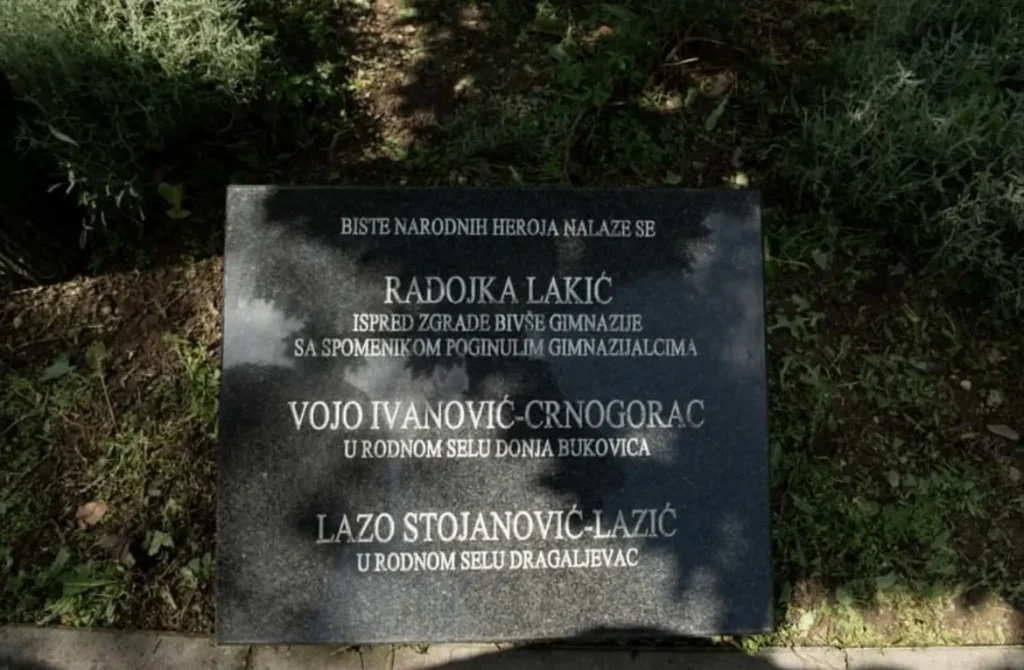 BISTE NARODNIH HEROJA NALAZE SE
RADOJKA LAKIĆ
ISPRED ZGRADE BIVŠE GIMNAZIJE
SA SPOMENIKOM POGINULIM GIMNAZIJALCIMA
VOJO IVANOVIĆ-CRNOGORAC
U RODNOM SELU DONJA BUKOVICA
LAZO STOJANOVIĆ-LAZIĆ
U RODNOM SELU DRAGALJEVAC